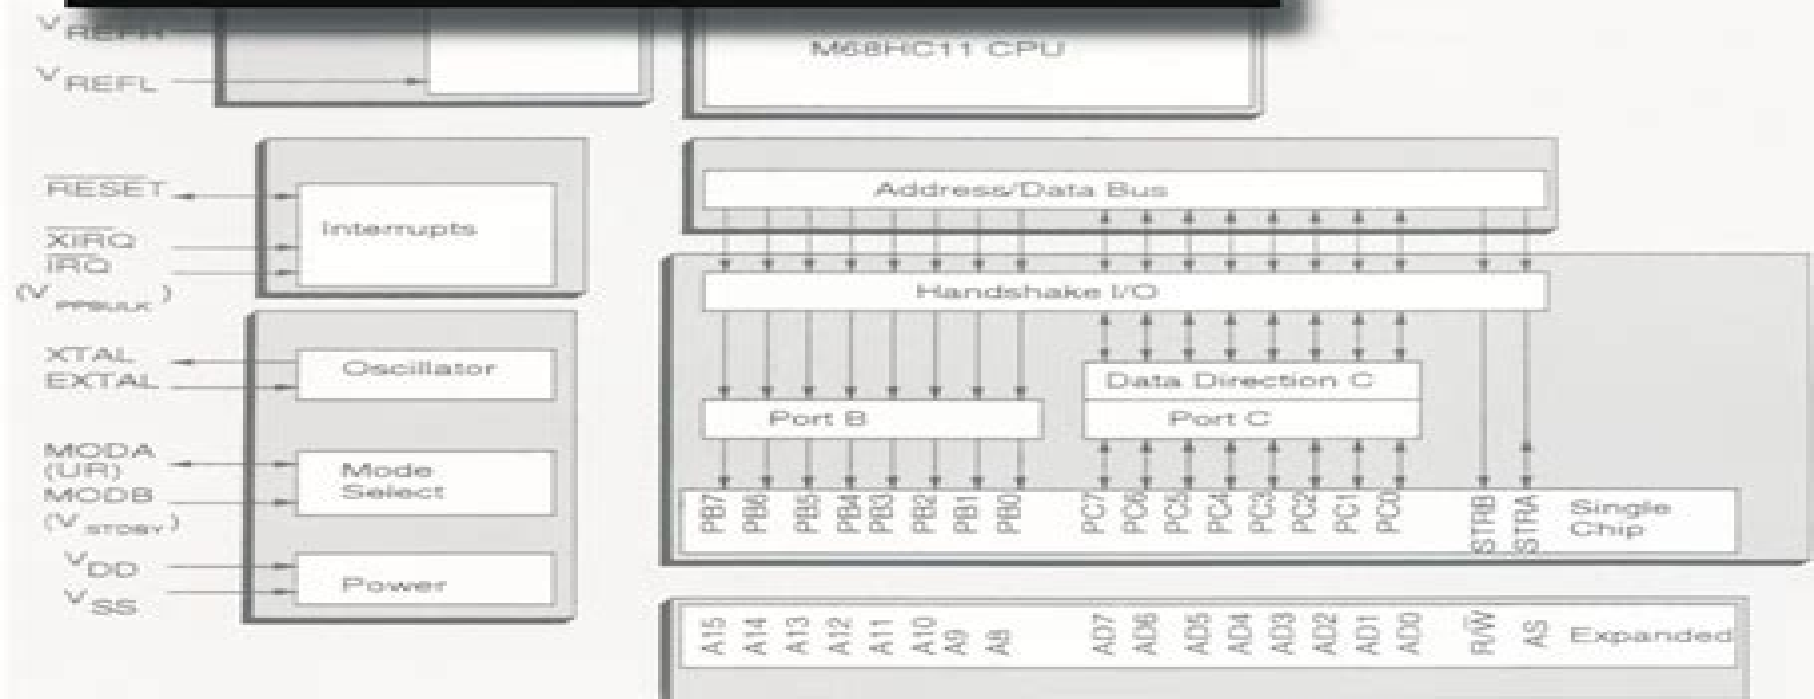 VREFH
VREFL
M68HC11 CPU
RESET
XIRQ
IRQ
(VPPBULK)
Interrupts
XTAL
EXTAL
Oscillator
MODA
(LIR)
MODB
(VSTDBY)
Mode
Select
VDD
VSS
Power
Address/Data Bus
Handshake I/O
Data Direction C
Port B
Port C
PB7 PB6 PB5 PB4 PB3 PB2 PB1 PB0 PC7 PC6 PC5 PC4 PC3 PC2 PC1 PC0 STRB STRA
Single
Chip
A15 A14 A13 A12 A11 A10 A9 A8 AD7 AD6 AD5 AD4 AD3 AD2 AD1 AD0 R/W AS
Expanded